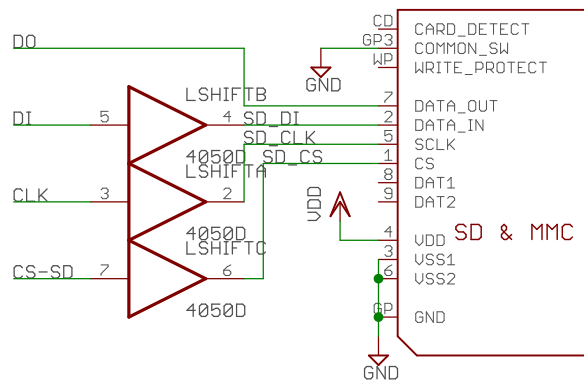 CD CARD_DETECT
DO GP3 COMMON_SW
WP WRITE_PROTECT
GND
LSHIFTB 7 DATA_OUT
DI 5 4 SD_DI 2 DATA_IN
SD_CLK 5 SCLK
4050D SD_CS 1 CS
LSHIFTA 8 DAT1
CLK 3 2 9 DAT2
VDD
4050D 4 VDD SD & MMC
LSHIFTC 3 VSS1
CS-SD 7 6 6 VSS2
4050D GP GND
GND